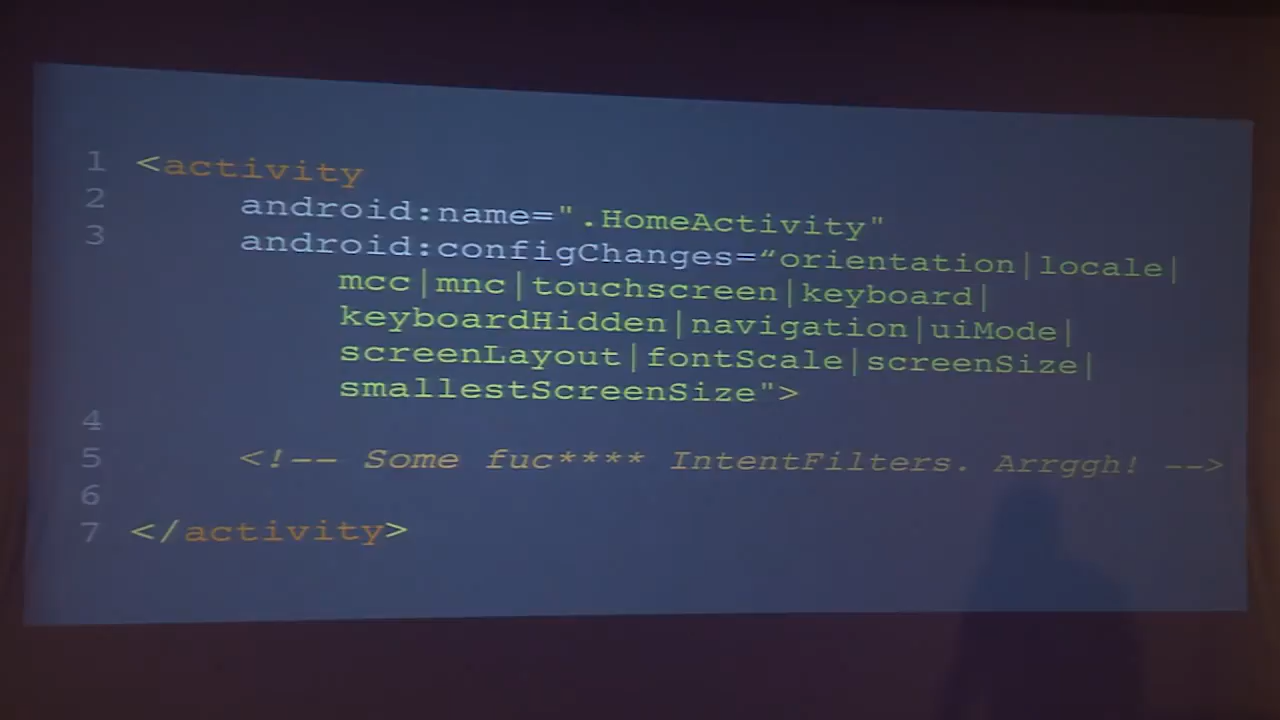 1 <activity
2 android:name=".HomeActivity"
3 android:configChanges=“orientation|locale|
mcc|mnc|touchscreen|keyboard|
keyboardHidden|navigation|uiMode|
screenLayout|fontScale|screenSize|
smallestScreenSize">
4
5 <!-- Some fuc**** IntentFilters. Arrggh! -->
6
7 </activity>